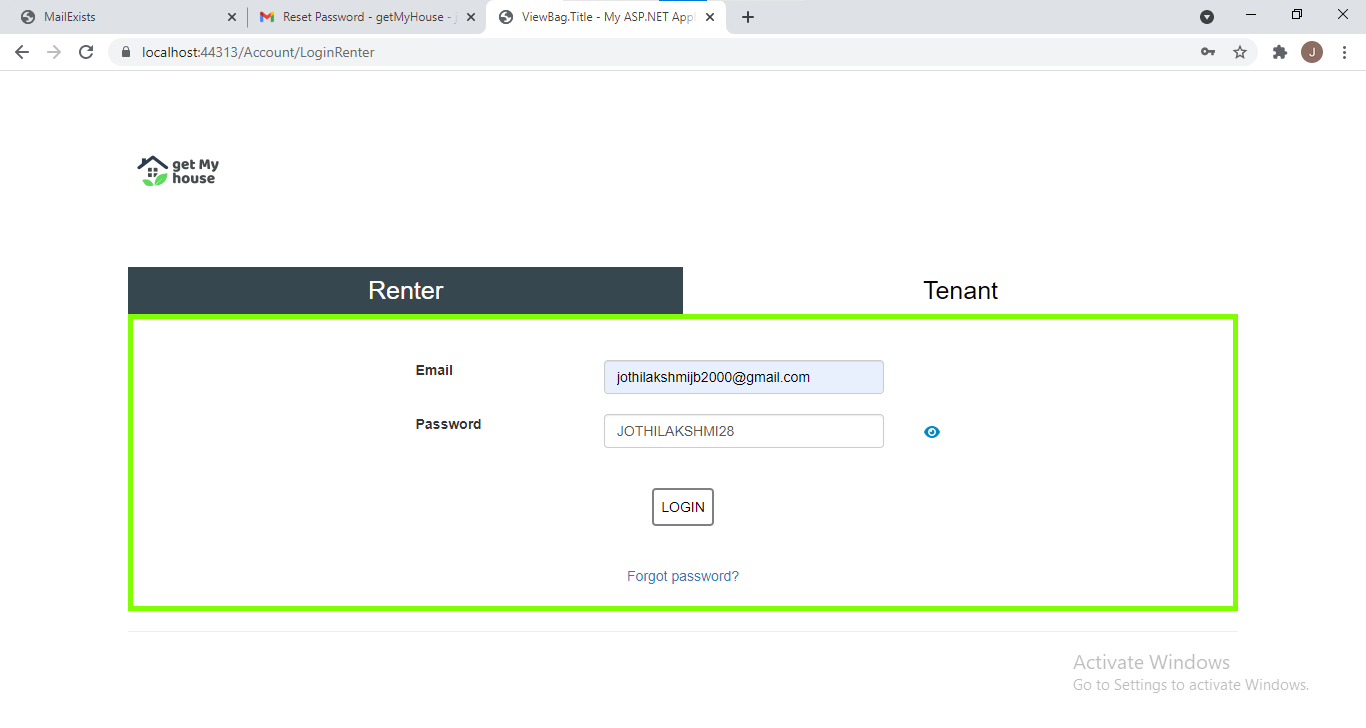 MailExists
Reset Password - getMyHouse -
ViewBag.Title - My ASP.NET Appl
localhost:44313/Account/LoginRenter
J
get My
house
Renter Tenant
Email jothilakshmijb2000@gmail.com
Password JOTHILAKSHMI28
LOGIN
Forgot password?
Activate Windows
Go to Settings to activate Windows.